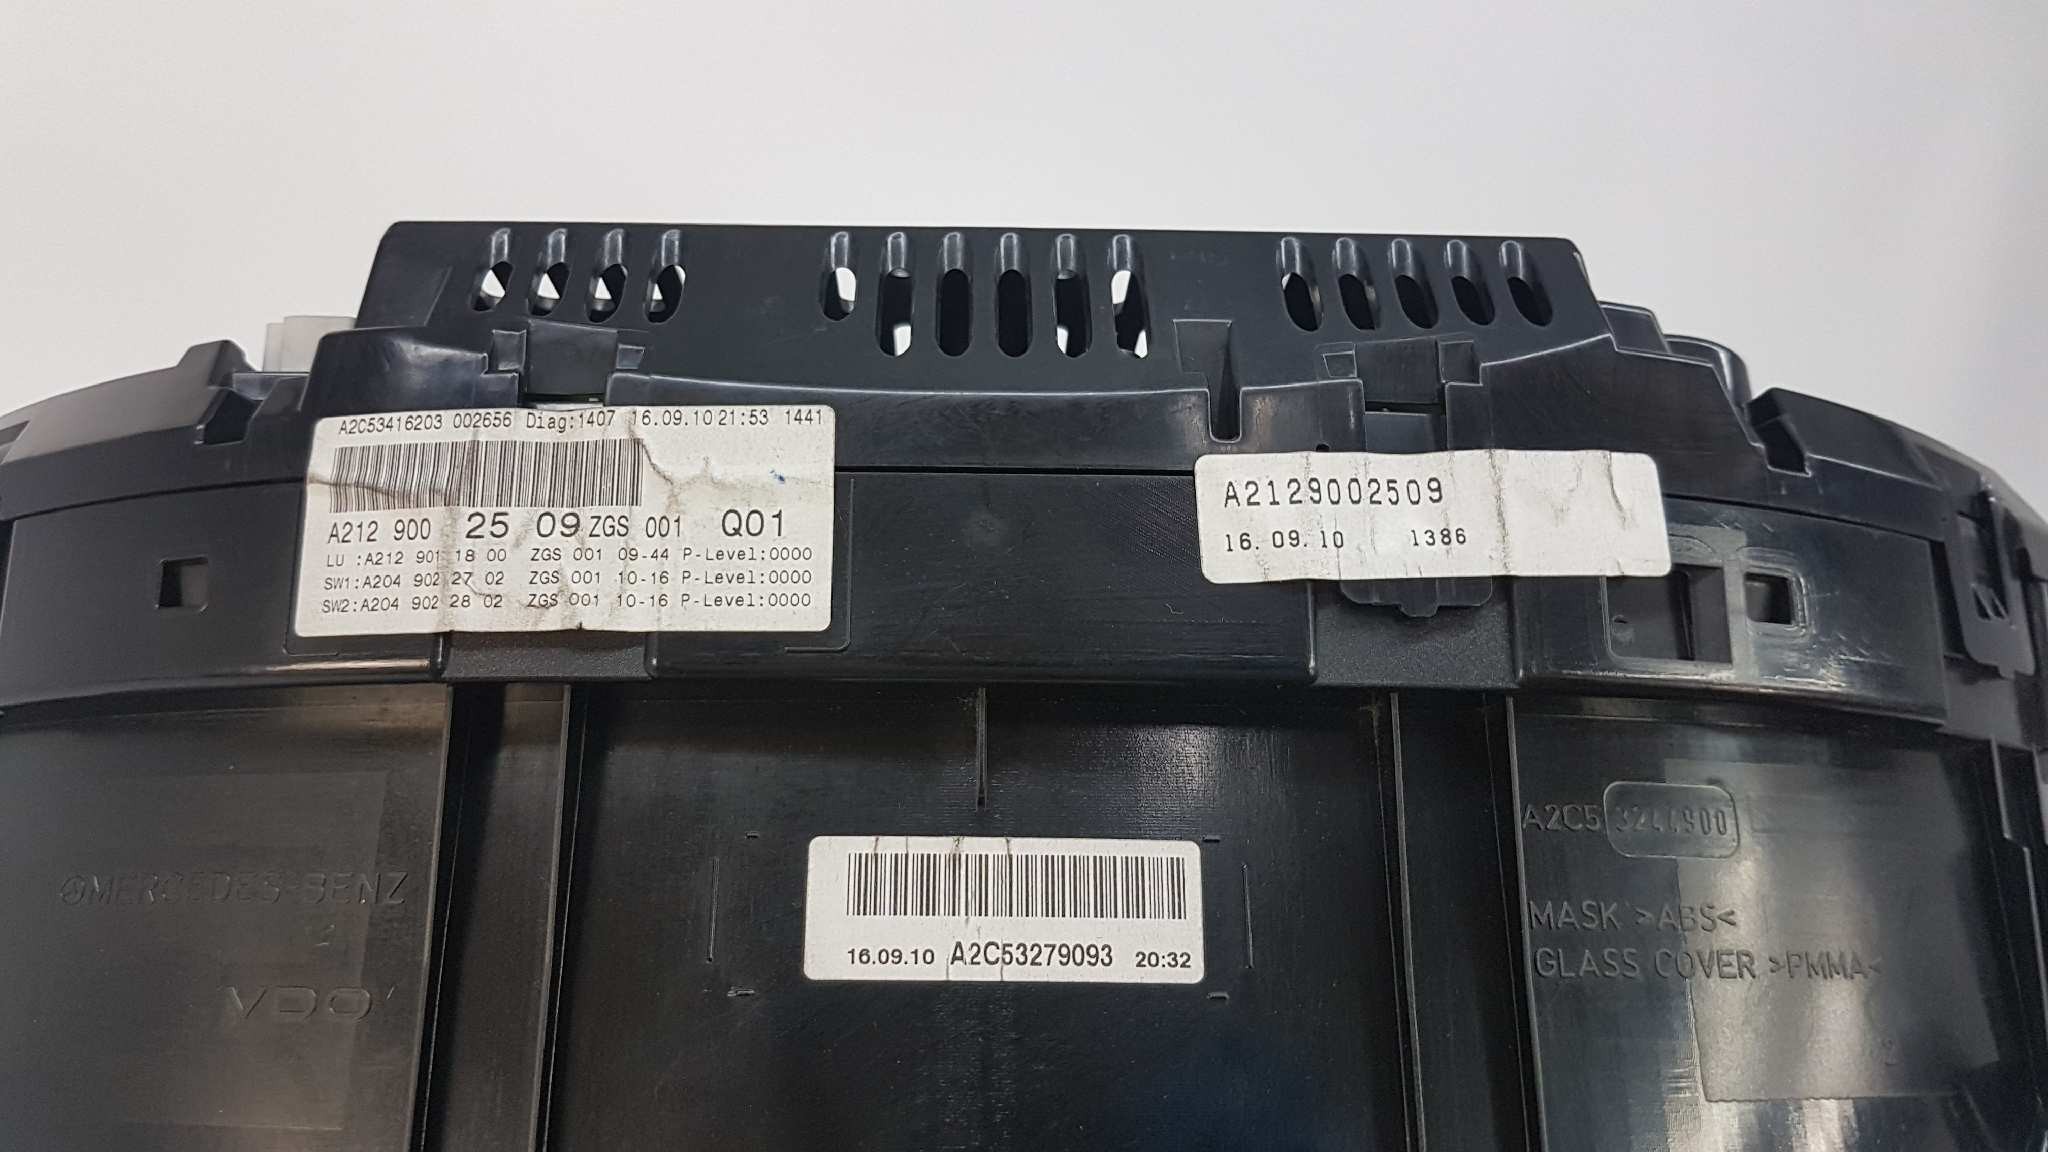 A2C53416203 002656 Diag:1407 16.09.10 21:53 1441
A212 900 25 09 ZGS 001 Q01
LU :A212 901 18 00 ZGS 001 09-44 P-Level:0000
SW1:A204 902 27 02 ZGS 001 10-16 P-Level:0000
SW2:A204 902 28 02 ZGS 001 10-16 P-Level:0000
A2129002509
16.09.10 1386
MERCEDES-BENZ
VDO
16.09.10 A2C53279093 20:32
A2C5 3244900
MASK >ABS<
GLASS COVER >PMMA<